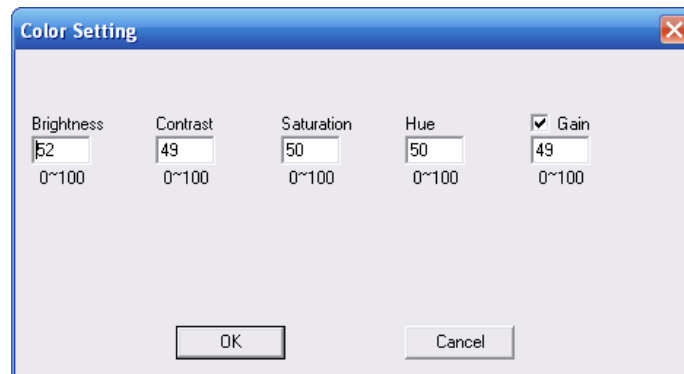 Color Setting
Brightness Contrast Saturation Hue Gain
52 49 50 50 49
0~100 0~100 0~100 0~100 0~100
OK Cancel